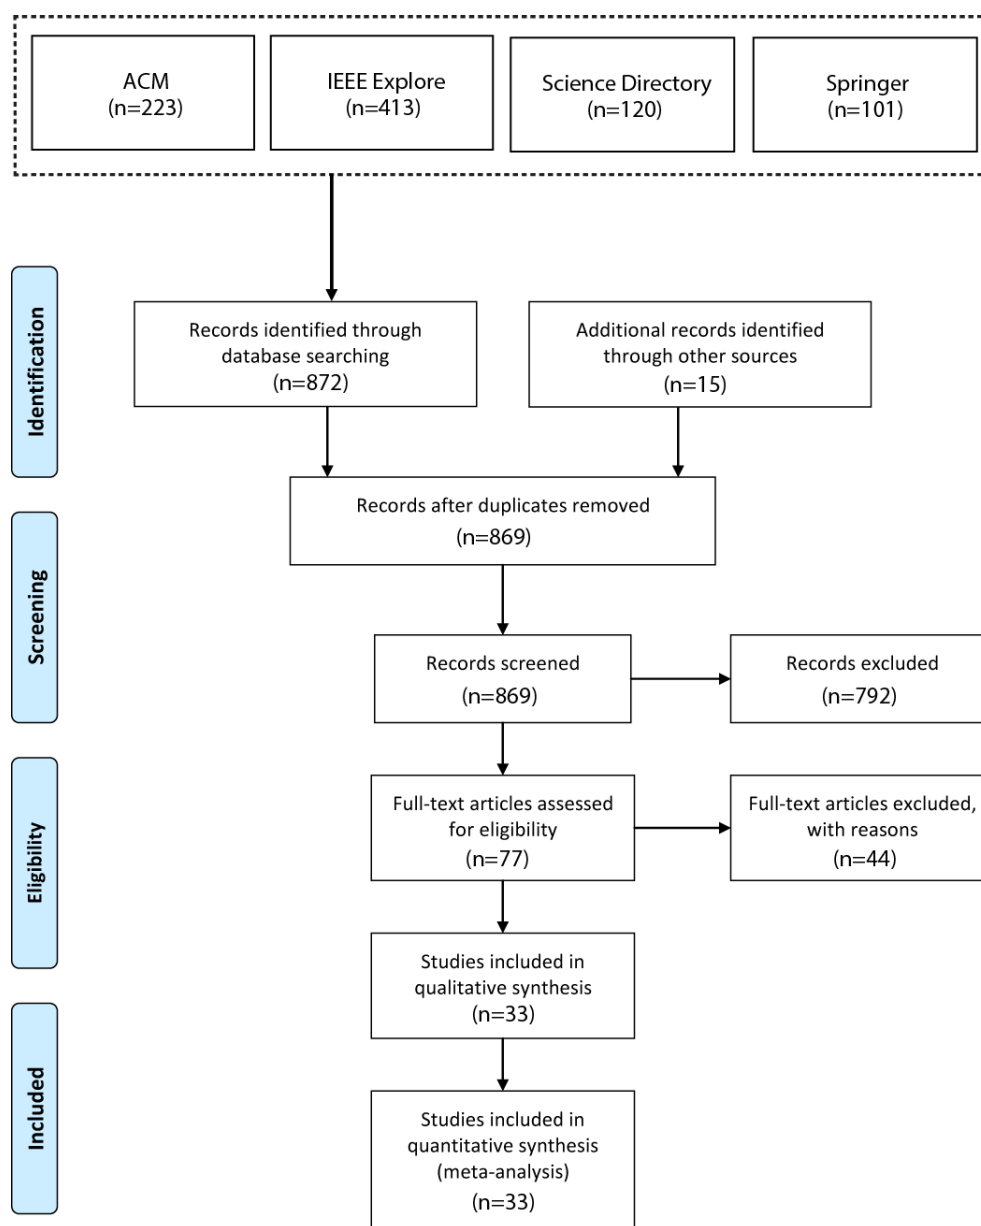 ACM
(n=223)
IEEE Explore
(n=413)
Science Directory
(n=120)
Springer
(n=101)
Identification
Records identified through
database searching
(n=872)
Additional records identified
through other sources
(n=15)
Records after duplicates removed
(n=869)
Screening
Records screened
(n=869)
Records excluded
(n=792)
Eligibility
Full-text articles assessed
for eligibility
(n=77)
Full-text articles excluded,
with reasons
(n=44)
Studies included in
qualitative synthesis
(n=33)
Included
Studies included in
quantitative synthesis
(meta-analysis)
(n=33)